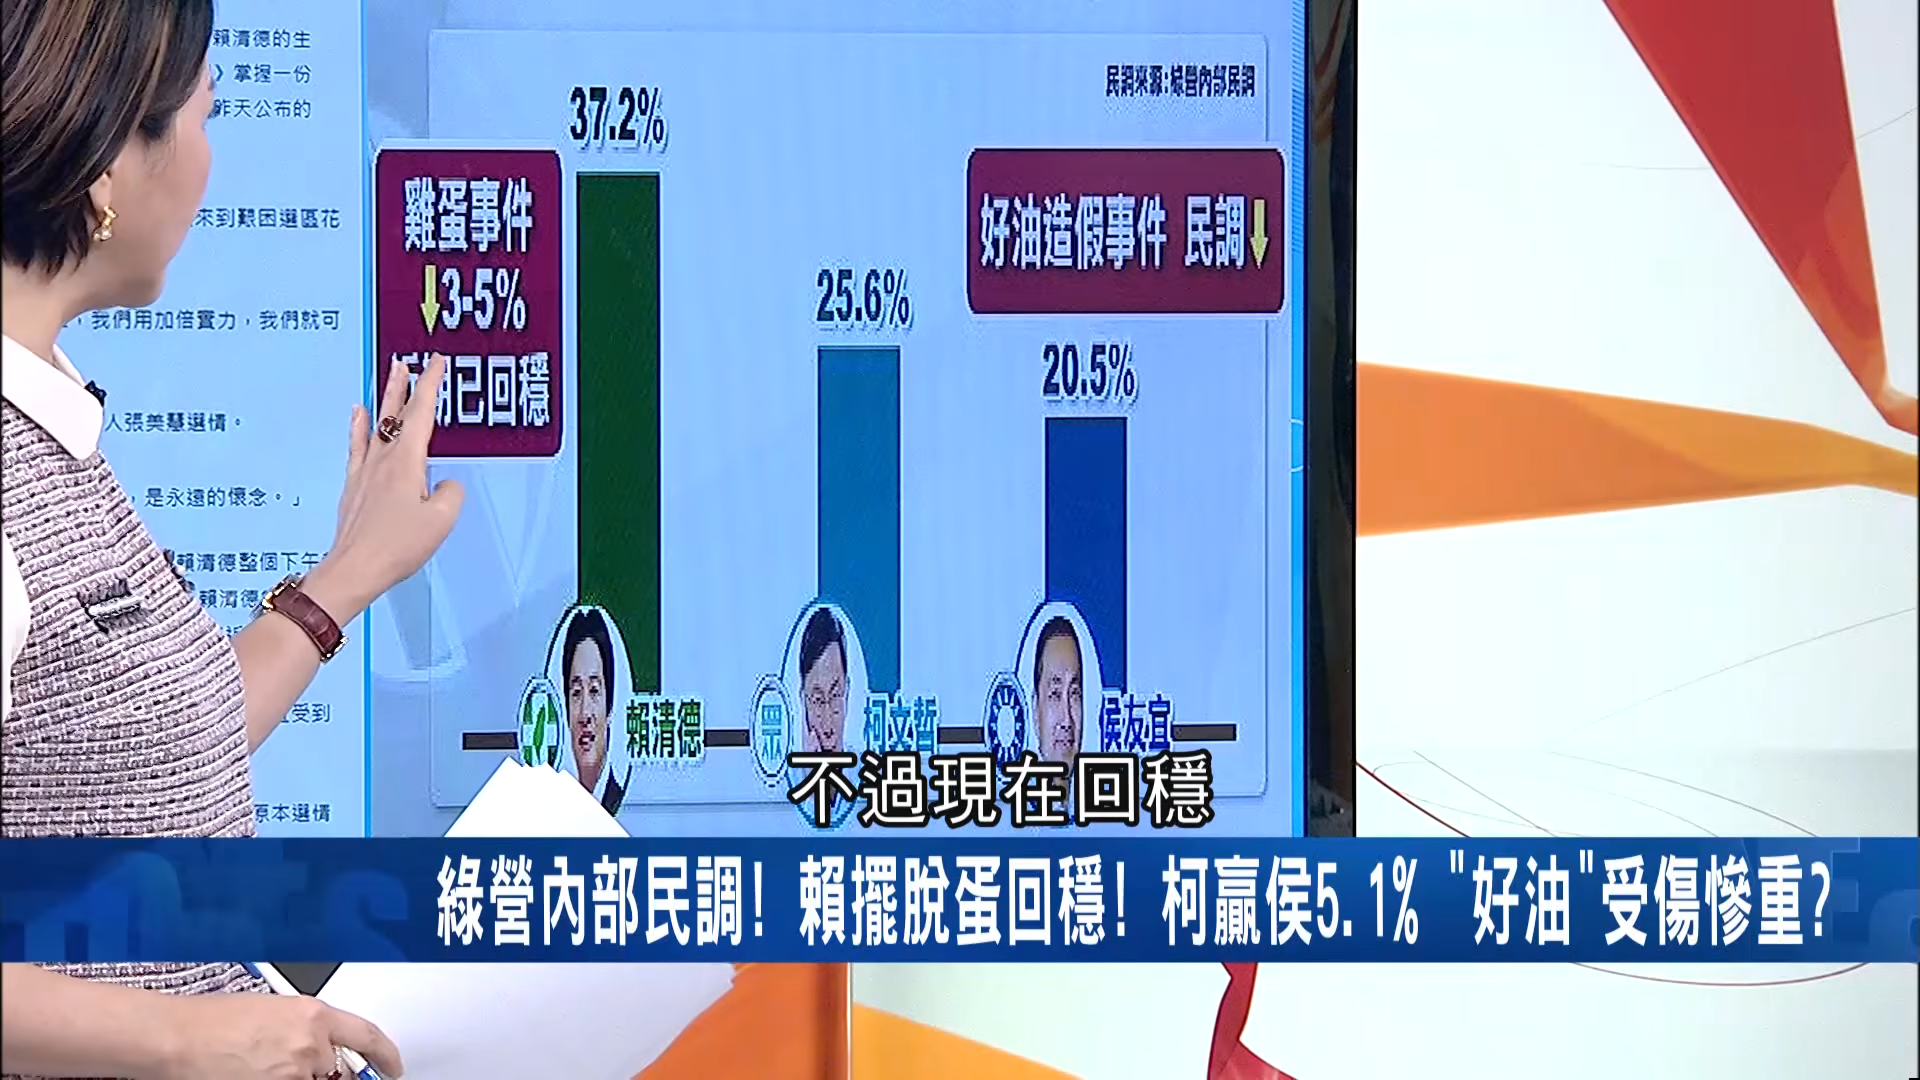 賴清德的生
》掌握一份
昨天公布的
來到艱困選區花
，我們用加倍實力，我們就可
人張美慧選情。
，是永遠的懷念。」
賴清德整個下午
賴清德
受到
原本選情
民調來源:綠營內部民調
37.2%
雞蛋事件
↓3-5%
近期已回穩
25.6%
好油造假事件 民調↓
20.5%
賴清德
眾
柯文哲
侯友宜
不過現在回穩
綠營內部民調! 賴擺脫蛋回穩! 柯贏侯5.1% "好油"受傷慘重?